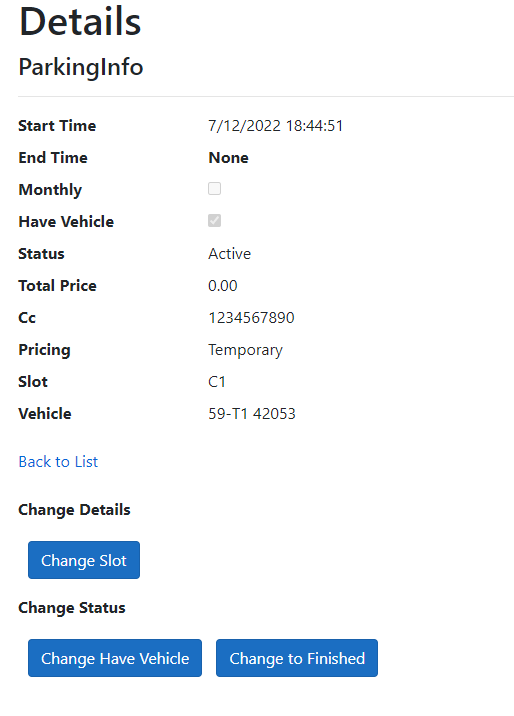 Details
ParkingInfo
Start Time 7/12/2022 18:44:51
End Time None
Monthly
Have Vehicle
Status Active
Total Price 0.00
Cc 1234567890
Pricing Temporary
Slot C1
Vehicle 59-T1 42053
Back to List
Change Details
Change Slot
Change Status
Change Have Vehicle Change to Finished